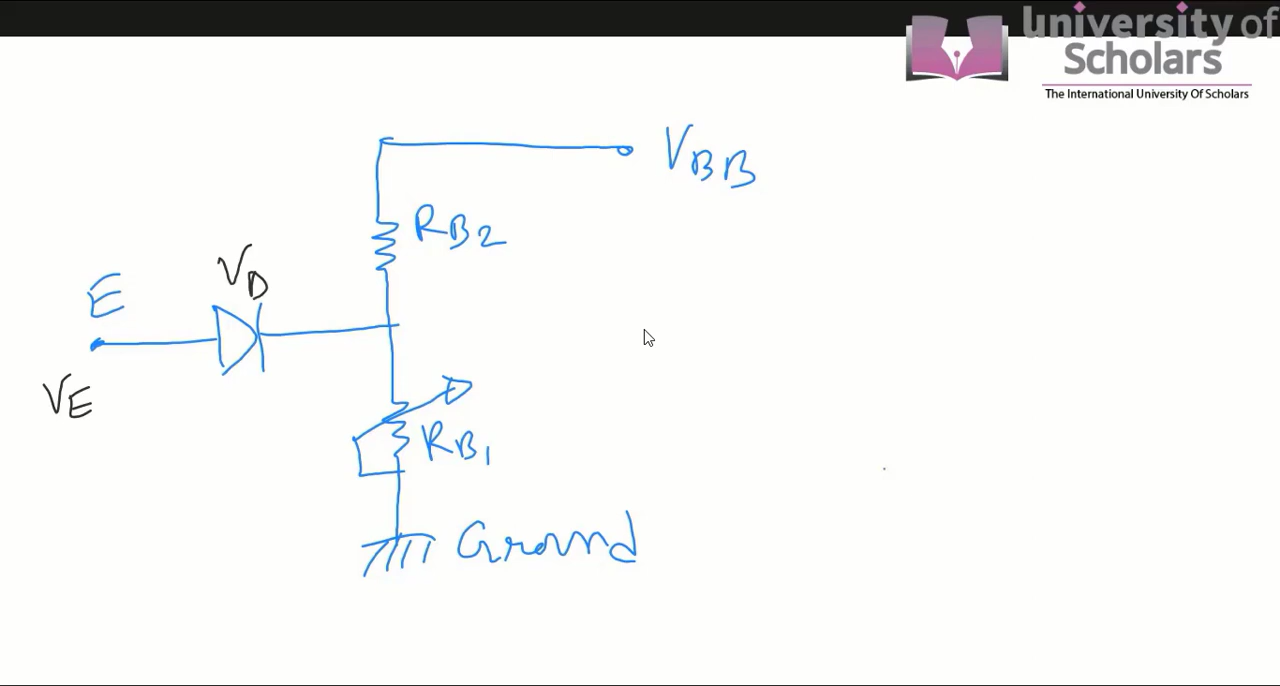 University of
Scholars
The International University Of Scholars
VBB
RB2
VD
E
VE
RB1
Ground